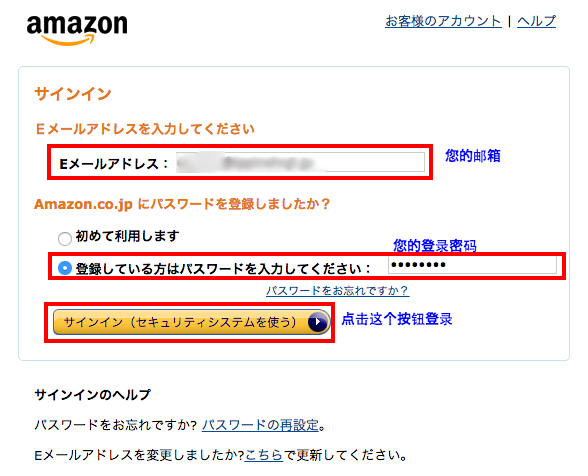 amazon
お客様のアカウント | ヘルプ
サインイン
Eメールアドレスを入力してください
Eメールアドレス：
您的邮箱
Amazon.co.jp にパスワードを登録しましたか？
初めて利用します
您的登录密码
登録している方はパスワードを入力してください： ••••••••
パスワードをお忘れですか？
サインイン（セキュリティシステムを使う） 点击这个按钮登录
サインインのヘルプ
パスワードをお忘れですか? パスワードの再設定。
Eメールアドレスを変更しましたか?こちらで更新してください。